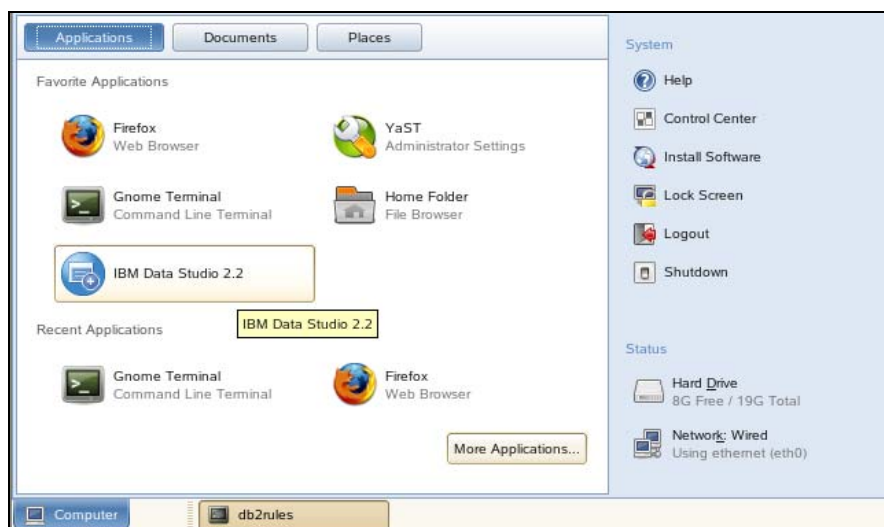 Applications
Documents
Places
Favorite Applications
Firefox
Web Browser
YaST
Administrator Settings
Gnome Terminal
Command Line Terminal
Home Folder
File Browser
IBM Data Studio 2.2
IBM Data Studio 2.2
Recent Applications
Gnome Terminal
Command Line Terminal
Firefox
Web Browser
More Applications...
System
Help
Control Center
Install Software
Lock Screen
Logout
Shutdown
Status
Hard Drive
8G Free / 19G Total
Network: Wired
Using ethernet (eth0)
Computer
db2rules